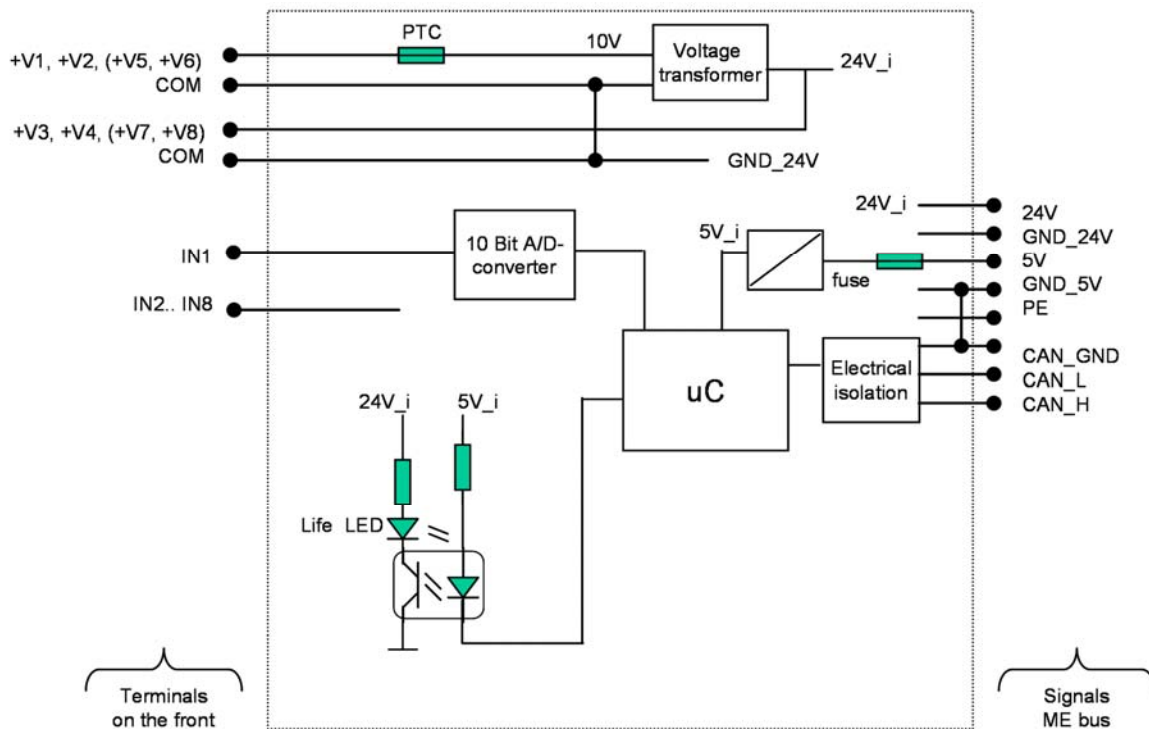 PTC
10V
Voltage
transformer
24V_i
+V1, +V2, (+V5, +V6)
COM
+V3, +V4, (+V7, +V8)
COM
GND_24V
24V_i
24V
GND_24V
5V
GND_5V
PE
CAN_GND
CAN_L
CAN_H
IN1
10 Bit A/D-
converter
5V_i
fuse
IN2.. IN8
uC
Electrical
isolation
24V_i
5V_i
Life LED
Terminals
on the front
Signals
ME bus